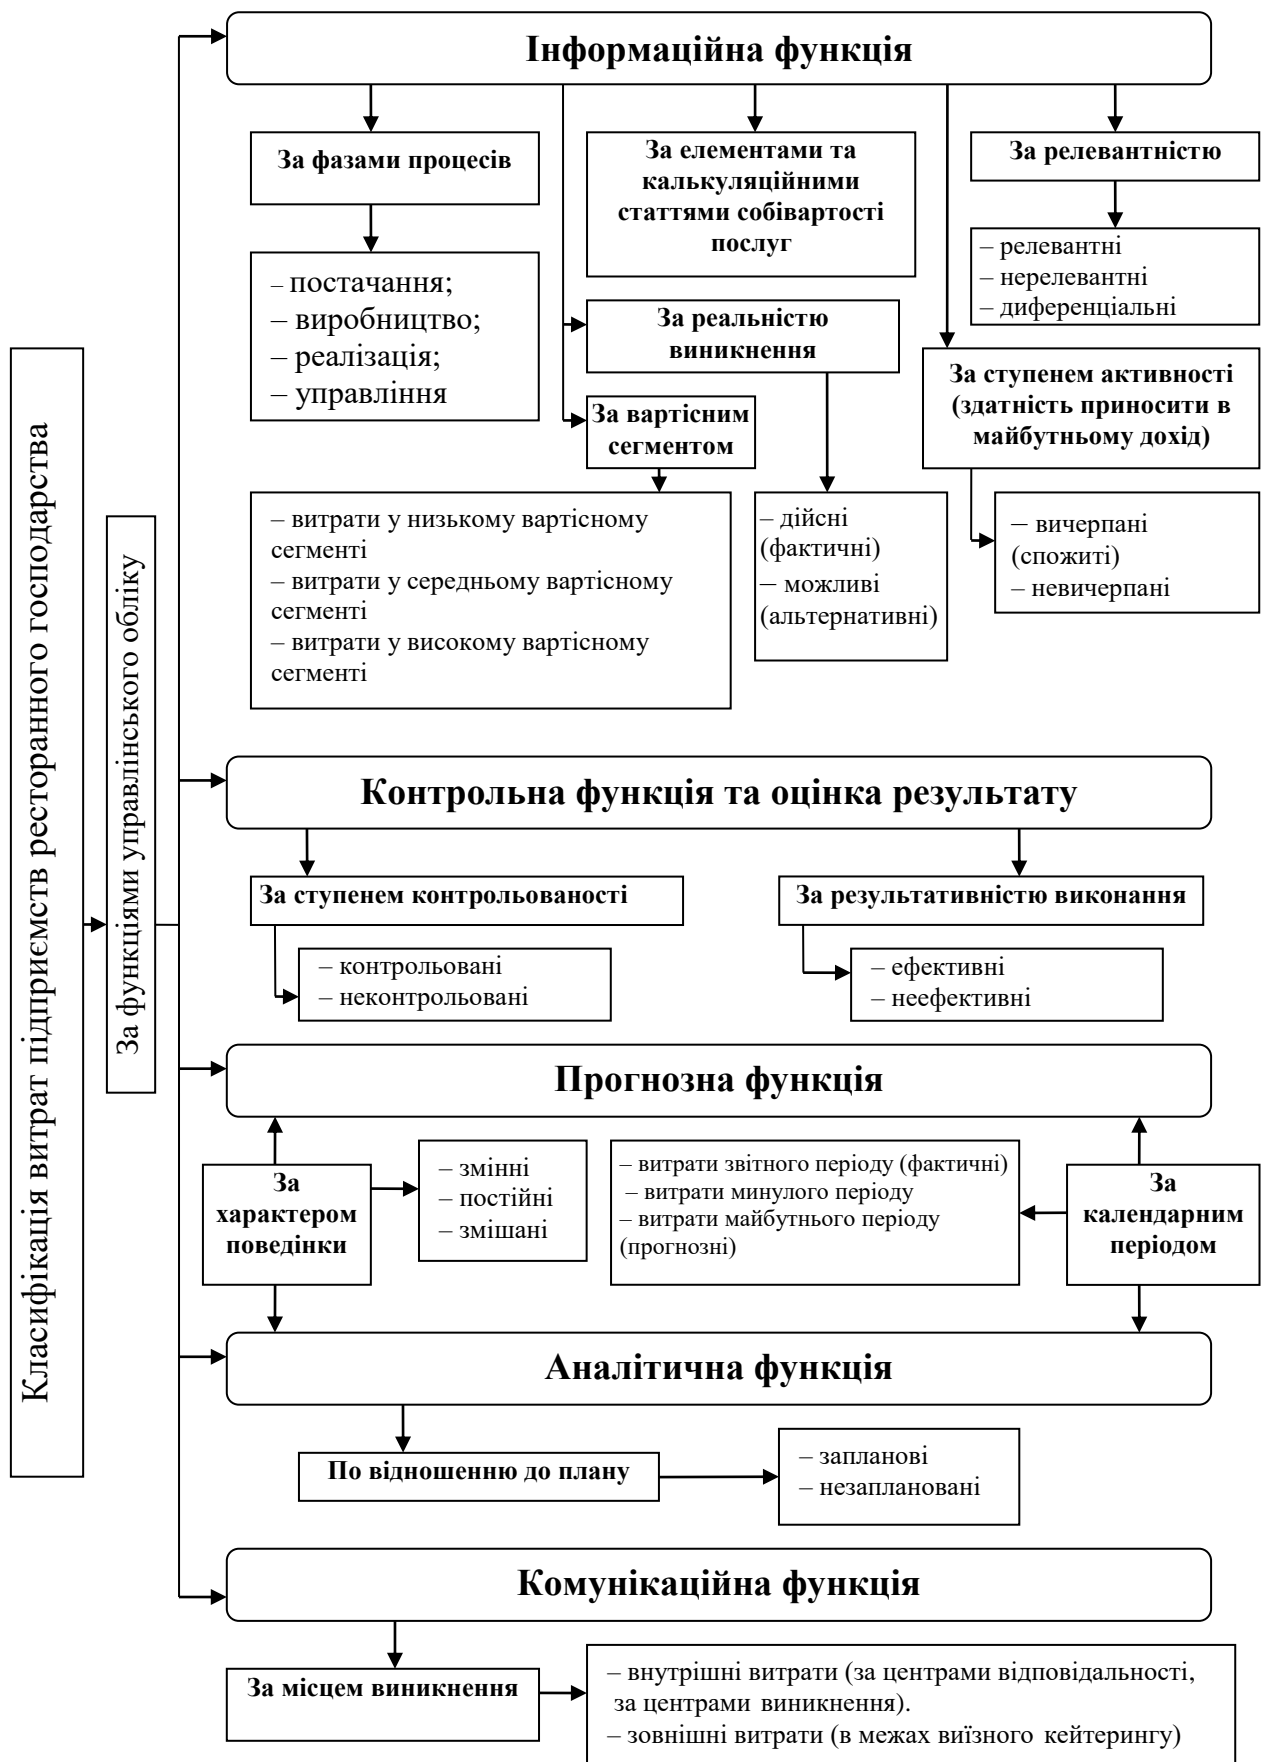 Класифікація витрат підприємств ресторанного господарства
За функціями управлінського обліку
Інформаційна функція
За фазами процесів
– постачання;
– виробництво;
– реалізація;
– управління
За елементами та
калькуляційними
статтями собівартості
послуг
За релевантністю
– релевантні
– нерелевантні
– диференціальні
За реальністю
виникнення
За ступенем активності
(здатність приносити в
майбутньому дохід)
За вартісним
сегментом
– витрати у низькому вартісному
сегменті
– витрати у середньому вартісному
сегменті
– витрати у високому вартісному
сегменті
– дійсні
(фактичні)
– можливі
(альтернативні)
– вичерпані
(спожиті)
– невичерпані
Контрольна функція та оцінка результату
За ступенем контрольованості
– контрольовані
– неконтрольовані
За результативністю виконання
– ефективні
– неефективні
Прогнозна функція
За
характером
поведінки
– змінні
– постійні
– змішані
– витрати звітного періоду (фактичні)
– витрати минулого періоду
– витрати майбутнього періоду
(прогнозні)
За
календарним
періодом
Аналітична функція
По відношенню до плану
– запланові
– незаплановані
Комунікаційна функція
За місцем виникнення
– внутрішні витрати (за центрами відповідальності,
за центрами виникнення).
– зовнішні витрати (в межах виїзного кейтерингу)